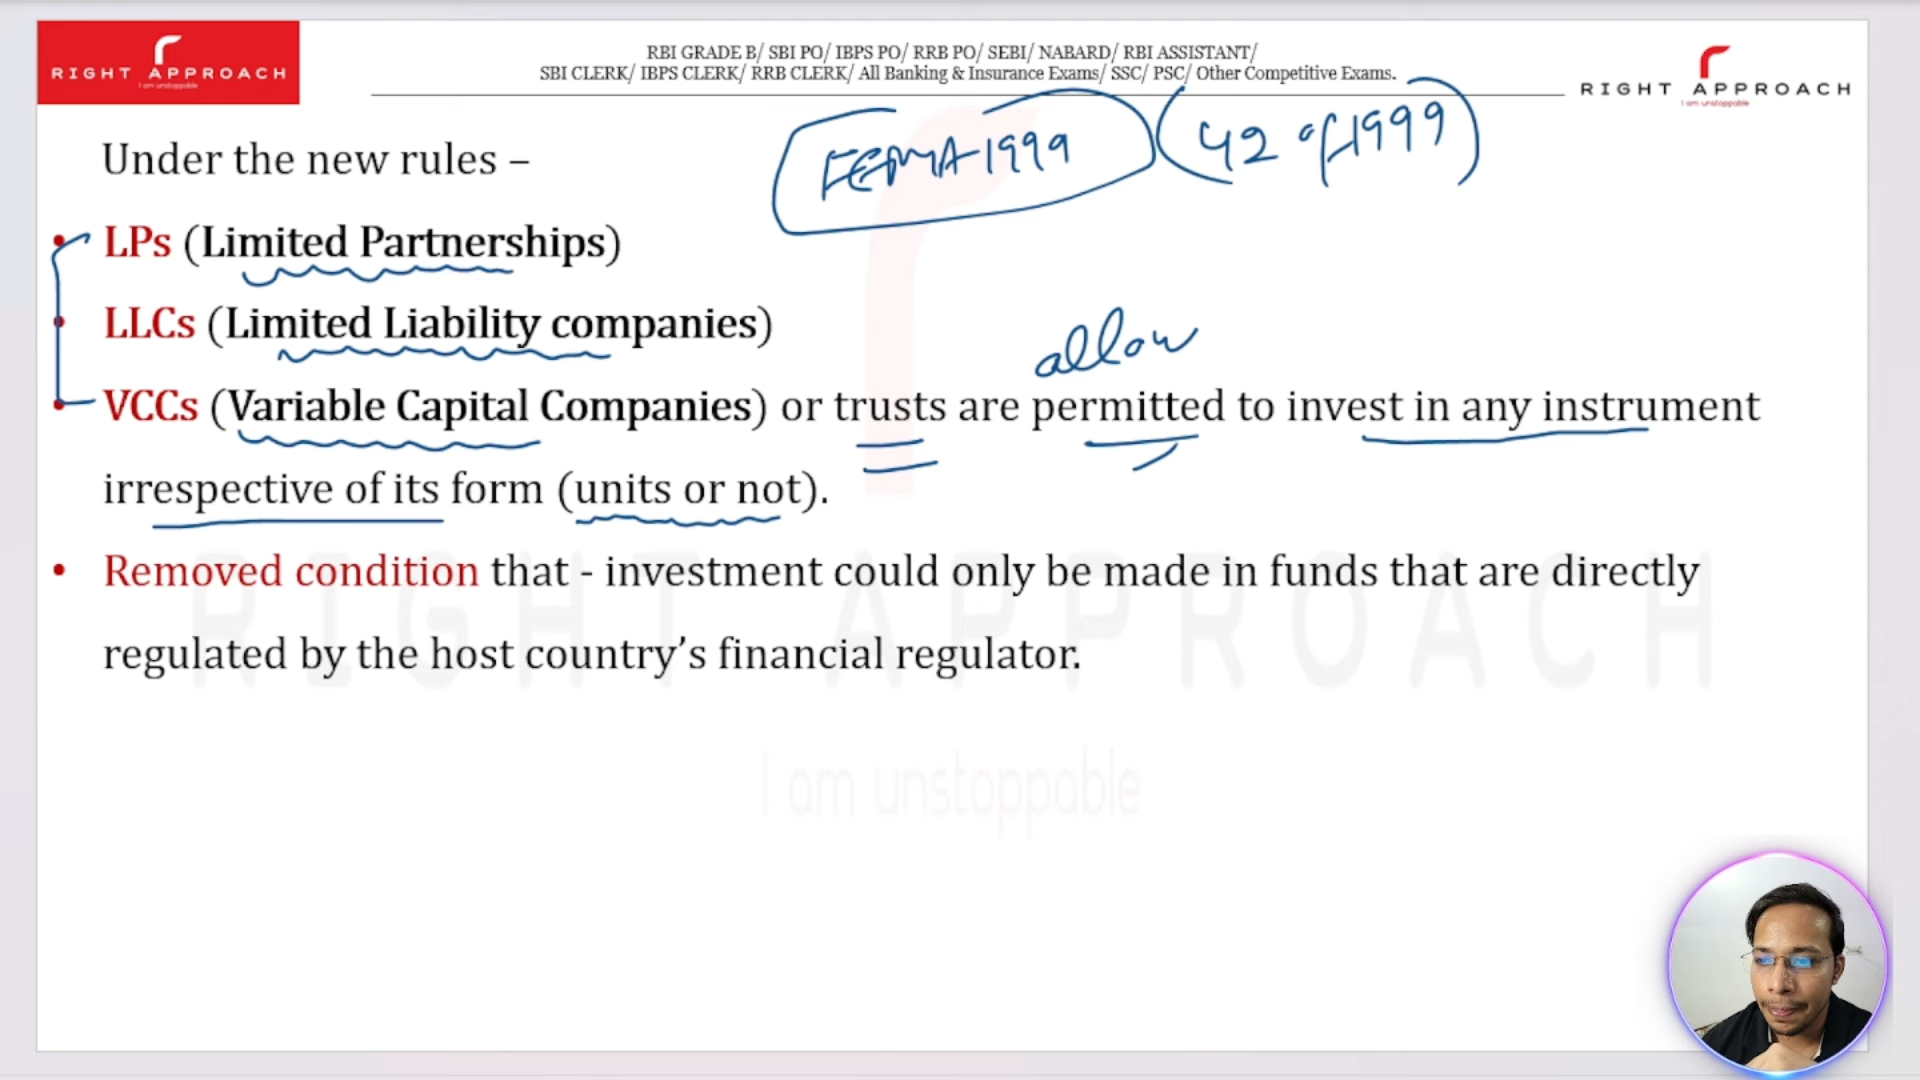 RIGHT APPROACH
I am unstoppable
RBI GRADE B/ SBI PO/ IBPS PO/ RRB PO/ SEBI/ NABARD/ RBI ASSISTANT/
SBI CLERK/ IBPS CLERK/ RRB CLERK/ All Banking & Insurance Exams/ SSC/ PSC/ Other Competitive Exams.
RIGHT APPROACH
I am unstoppable
FEMA-1999 (42 of 1999)
Under the new rules –
• LPs (Limited Partnerships)
• LLCs (Limited Liability companies)
allow
• VCCs (Variable Capital Companies) or trusts are permitted to invest in any instrument
irrespective of its form (units or not).
• Removed condition that - investment could only be made in funds that are directly
regulated by the host country’s financial regulator.
RIGHT APPROACH
I am unstoppable